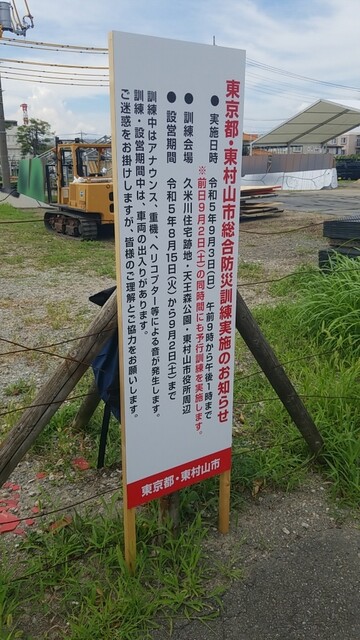 東京都・東村山市総合防災訓練実施のお知らせ
● 実施日時 令和5年9月3日(日) 午前9時から午後1時まで
※前日9月2日(土)の同時間にも予行訓練を実施します。
● 訓練会場 久米川住宅跡地・天王森公園・東村山市役所周辺
● 設営期間 令和5年8月15日(火)から9月2日(土)まで
訓練中はアナウンス、重機、ヘリコプター等による音が発生します。
訓練・設営期間中は、車両の出入りがあります。
ご迷惑をお掛けしますが、皆様のご理解とご協力をお願いします。
東京都・東村山市